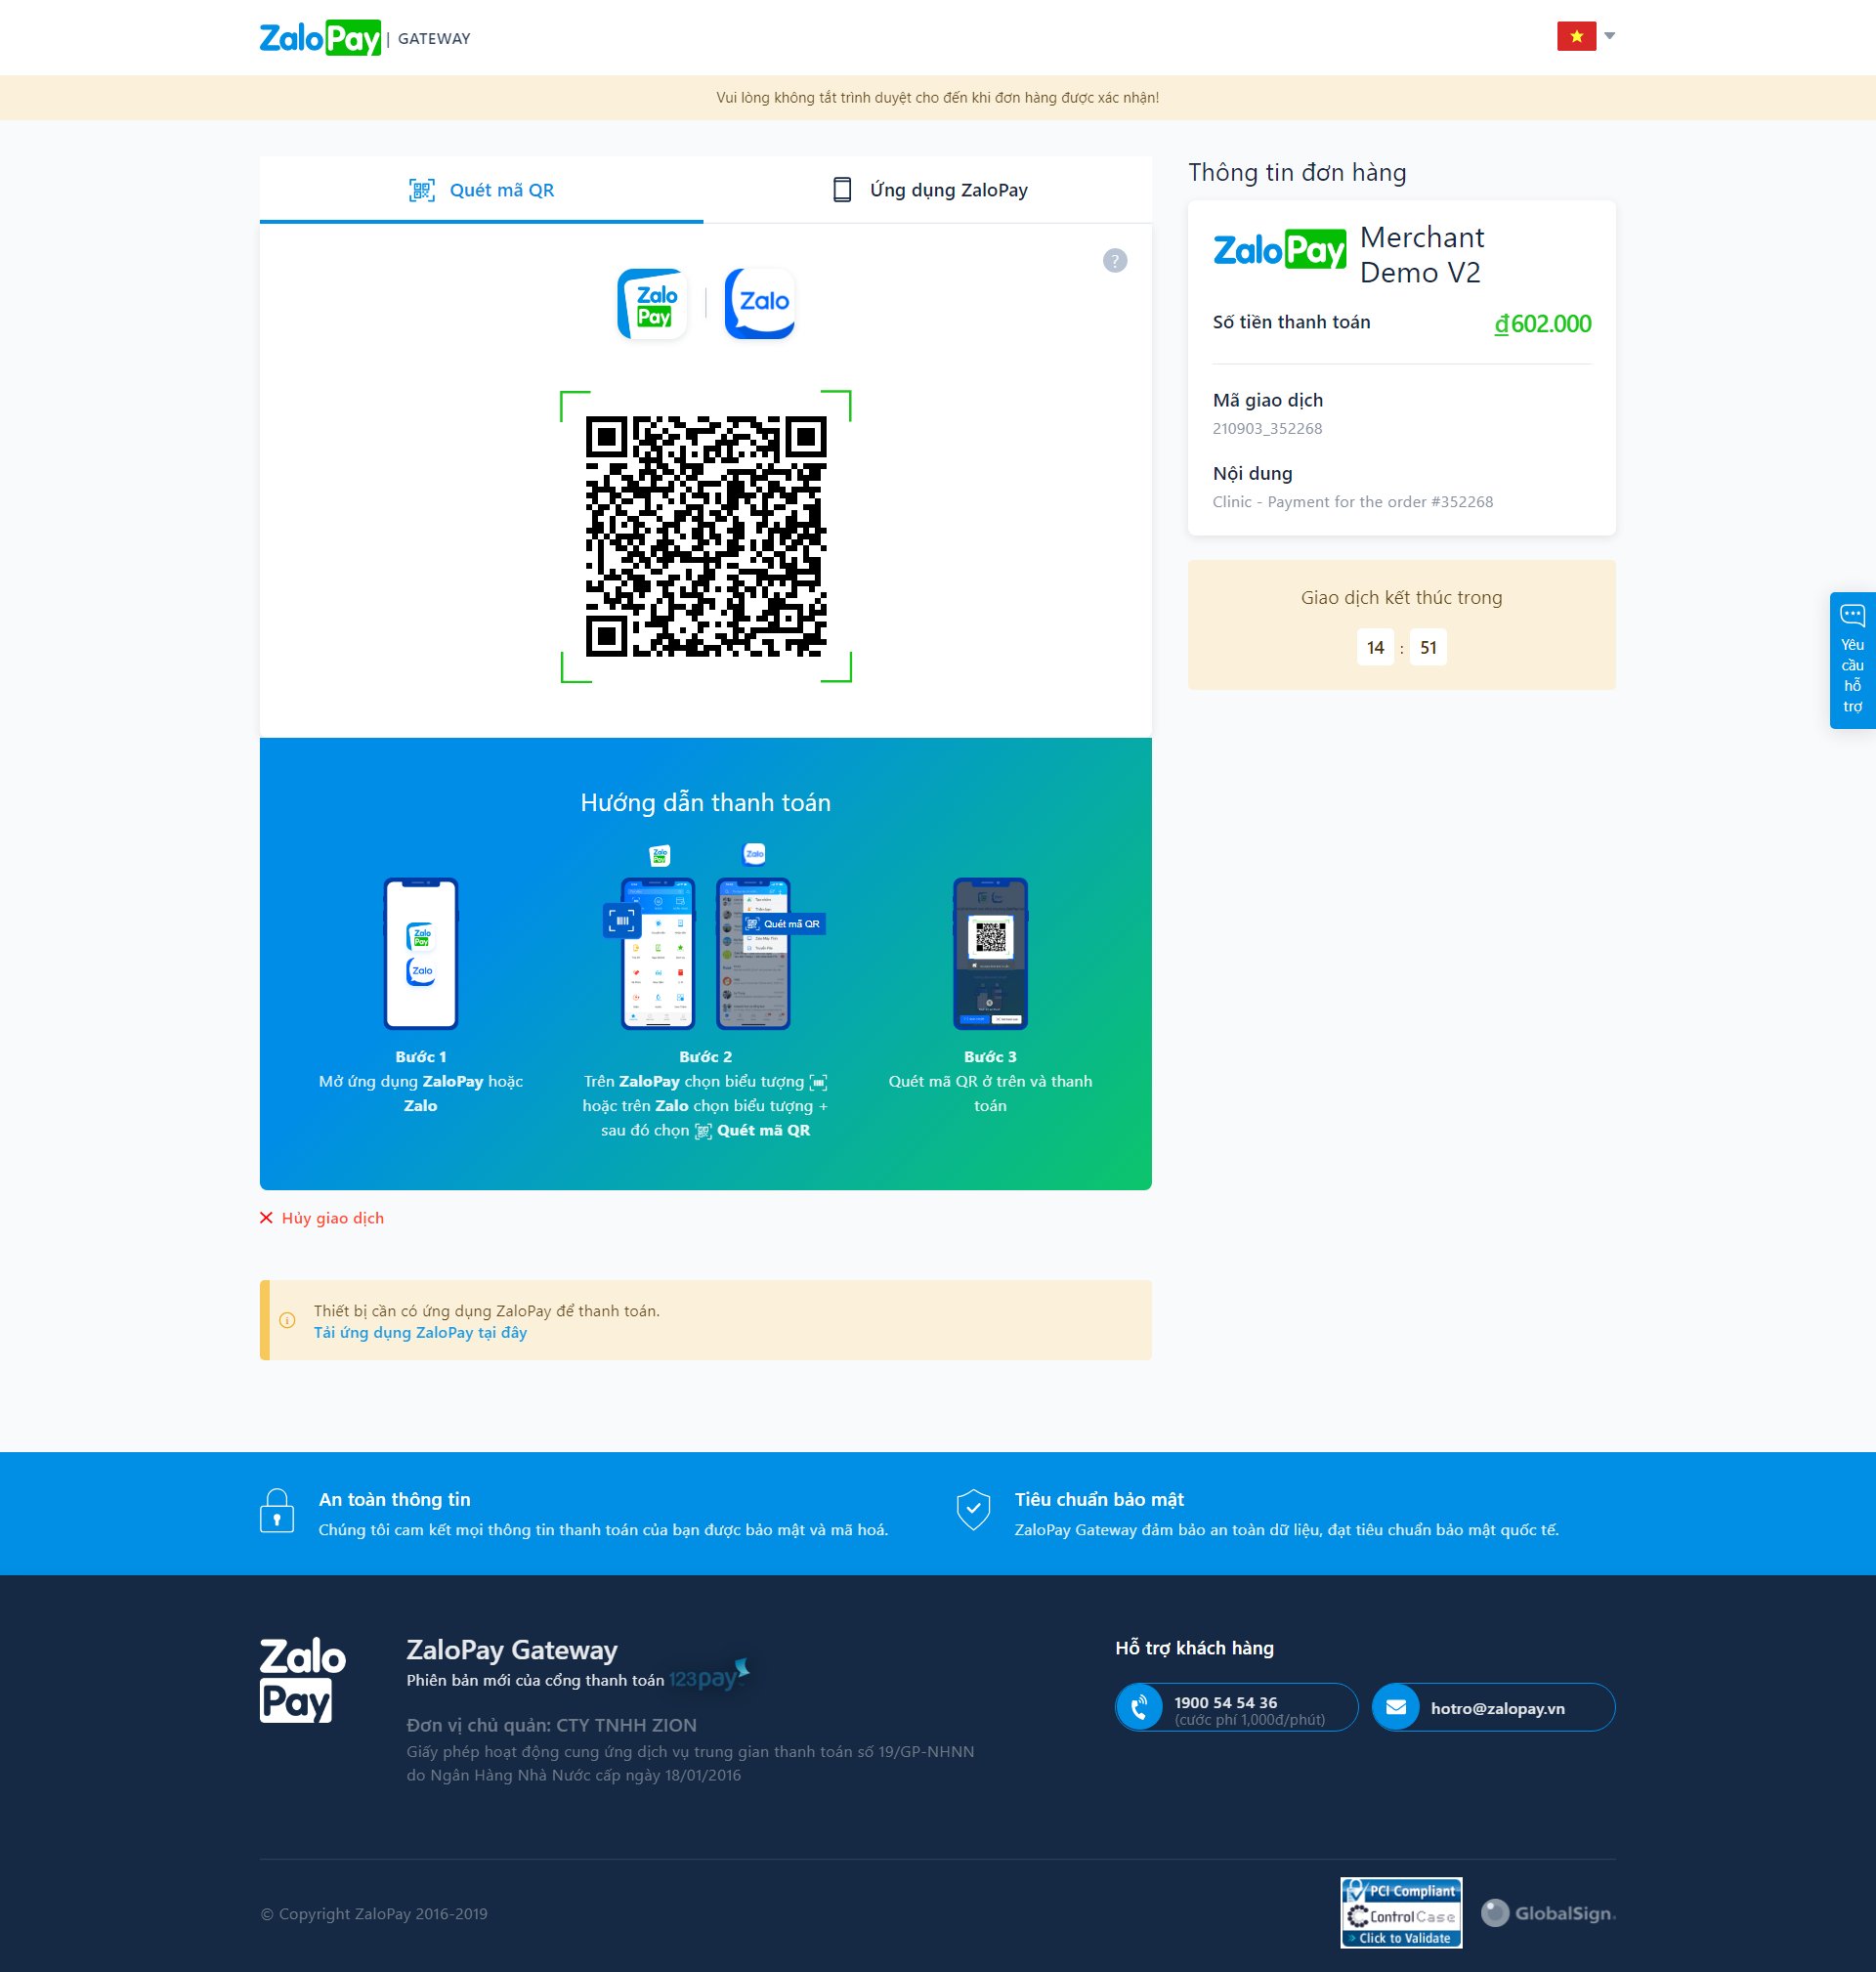 ZaloPay | GATEWAY
Vui lòng không tắt trình duyệt cho đến khi đơn hàng được xác nhận!
Quét mã QR
Ứng dụng ZaloPay
?
Zalo
Pay
Zalo
Thông tin đơn hàng
ZaloPay
Merchant
Demo V2
Số tiền thanh toán
₫602.000
Mã giao dịch
210903_352268
Nội dung
Clinic - Payment for the order #352268
Giao dịch kết thúc trong
14 : 51
Yêu
cầu
hỗ
trợ
Hướng dẫn thanh toán
Zalo
Pay
Zalo
Zalo
Pay
Zalo
Quét mã QR
Bước 1
Mở ứng dụng ZaloPay hoặc
Zalo
Bước 2
Trên ZaloPay chọn biểu tượng
hoặc trên Zalo chọn biểu tượng +
sau đó chọn Quét mã QR
Bước 3
Quét mã QR ở trên và thanh
toán
Hủy giao dịch
Thiết bị cần có ứng dụng ZaloPay để thanh toán.
Tải ứng dụng ZaloPay tại đây
An toàn thông tin
Chúng tôi cam kết mọi thông tin thanh toán của bạn được bảo mật và mã hoá.
Tiêu chuẩn bảo mật
ZaloPay Gateway đảm bảo an toàn dữ liệu, đạt tiêu chuẩn bảo mật quốc tế.
Zalo
Pay
ZaloPay Gateway
Phiên bản mới của cổng thanh toán 123pay
Đơn vị chủ quản: CTY TNHH ZION
Giấy phép hoạt động cung ứng dịch vụ trung gian thanh toán số 19/GP-NHNN
do Ngân Hàng Nhà Nước cấp ngày 18/01/2016
Hỗ trợ khách hàng
1900 54 54 36
(cước phí 1,000đ/phút)
hotro@zalopay.vn
© Copyright ZaloPay 2016-2019
PCI Compliant
ControlCase
Click to Validate
GlobalSign.